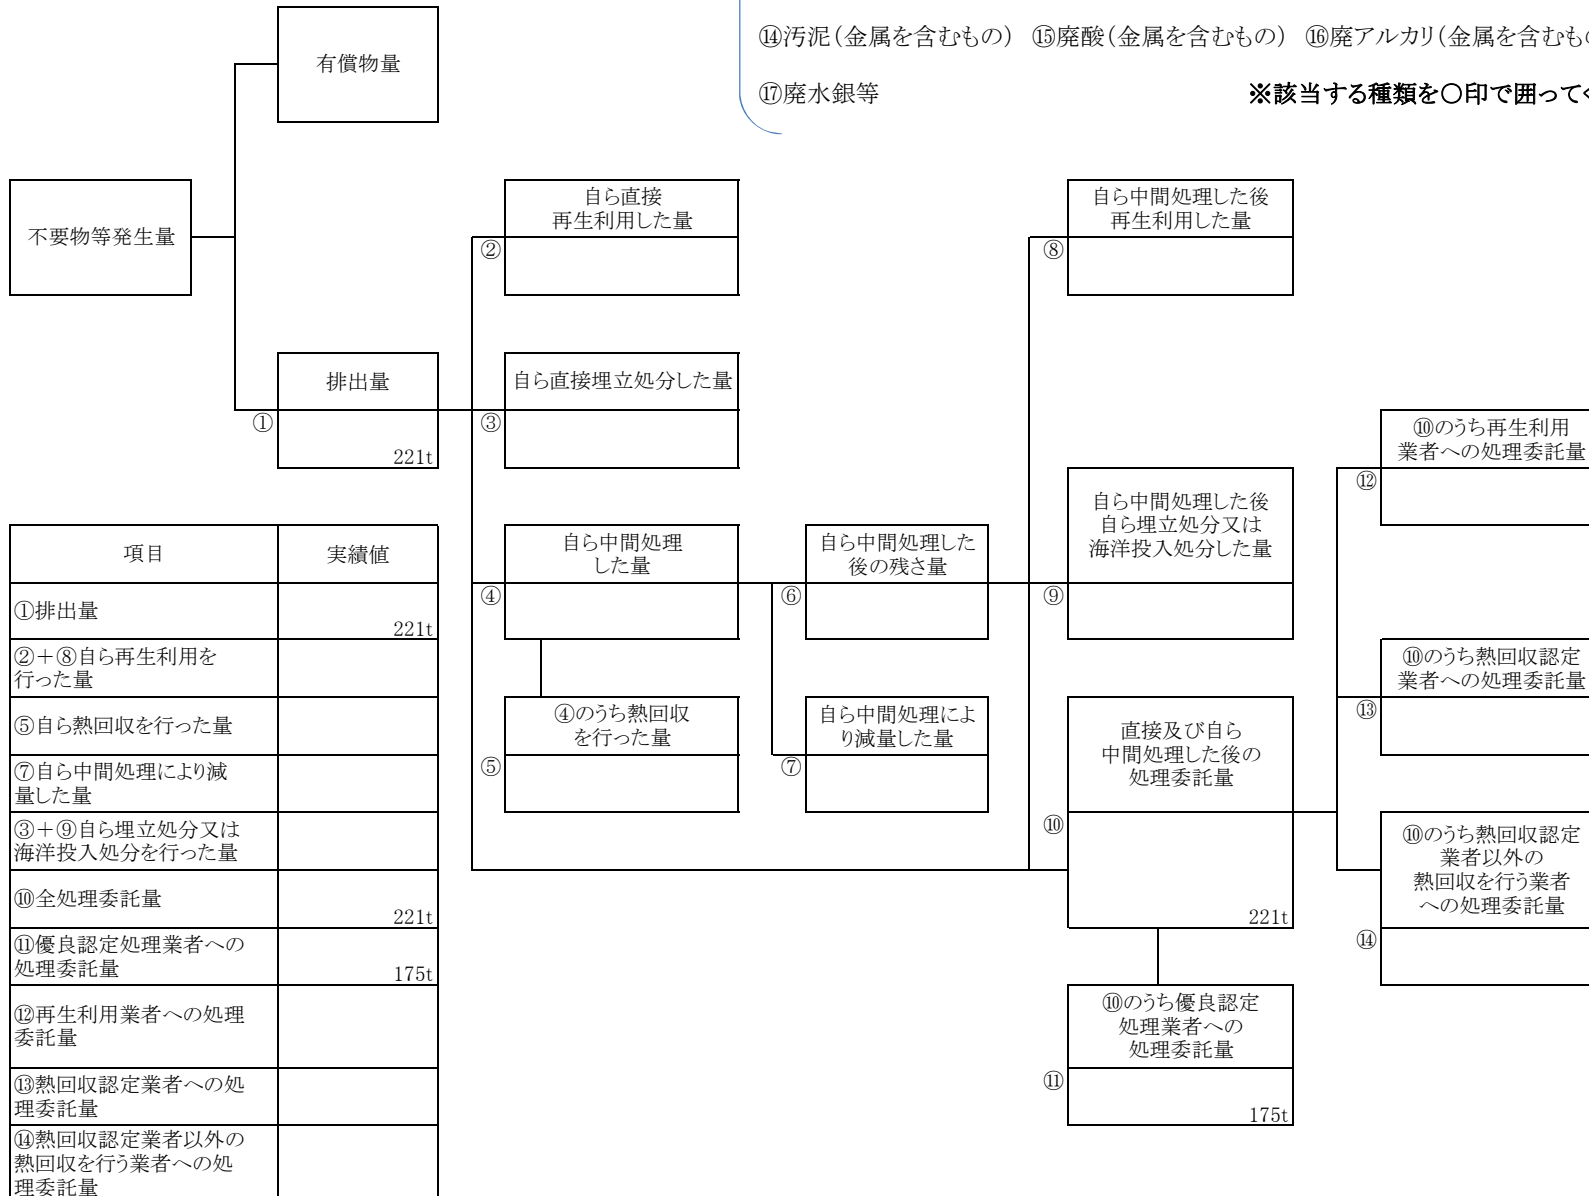 ⑭汚泥（金属を含むもの） ⑮廃酸（金属を含むもの） ⑯廃アルカリ（金属を含むもの
⑰廃水銀等
※該当する種類を○印で囲って
有償物量
不要物等発生量
自ら直接
再生利用した量
②
自ら中間処理した後
再生利用した量
⑧
排出量
①
221t
自ら直接埋立処分した量
③
⑩のうち再生利用
業者への処理委託量
⑫
自ら中間処理した後
自ら埋立処分又は
海洋投入処分した量
⑨
自ら中間処理
した量
④
自ら中間処理した
後の残さ量
⑥
⑩のうち熱回収認定
業者への処理委託量
⑬
④のうち熱回収
を行った量
⑤
自ら中間処理によ
り減量した量
⑦
直接及び自ら
中間処理した後の
処理委託量
⑩
221t
⑩のうち熱回収認定
業者以外の
熱回収を行う業者
への処理委託量
⑭
⑩のうち優良認定
処理業者への
処理委託量
⑪
175t
項目 実績値
①排出量
221t
②＋⑧自ら再生利用を
行った量
⑤自ら熱回収を行った量
⑦自ら中間処理により減
量した量
③＋⑨自ら埋立処分又は
海洋投入処分を行った量
⑩全処理委託量
221t
⑪優良認定処理業者への
処理委託量
175t
⑫再生利用業者への処理
委託量
⑬熱回収認定業者への処
理委託量
⑭熱回収認定業者以外の
熱回収を行う業者への処
理委託量